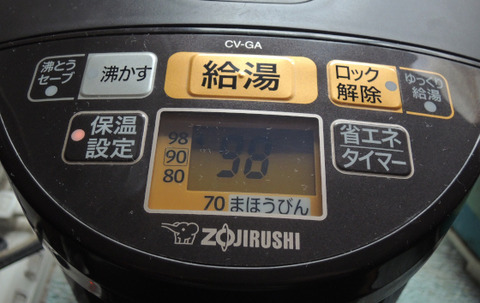 CV-GA
沸とう
セーブ
沸かす
給湯
ロック
解除
ゆっくり
給湯
保温
設定
98
90
80
98
70 まほうびん
省エネ
タイマー
ZOJIRUSHI